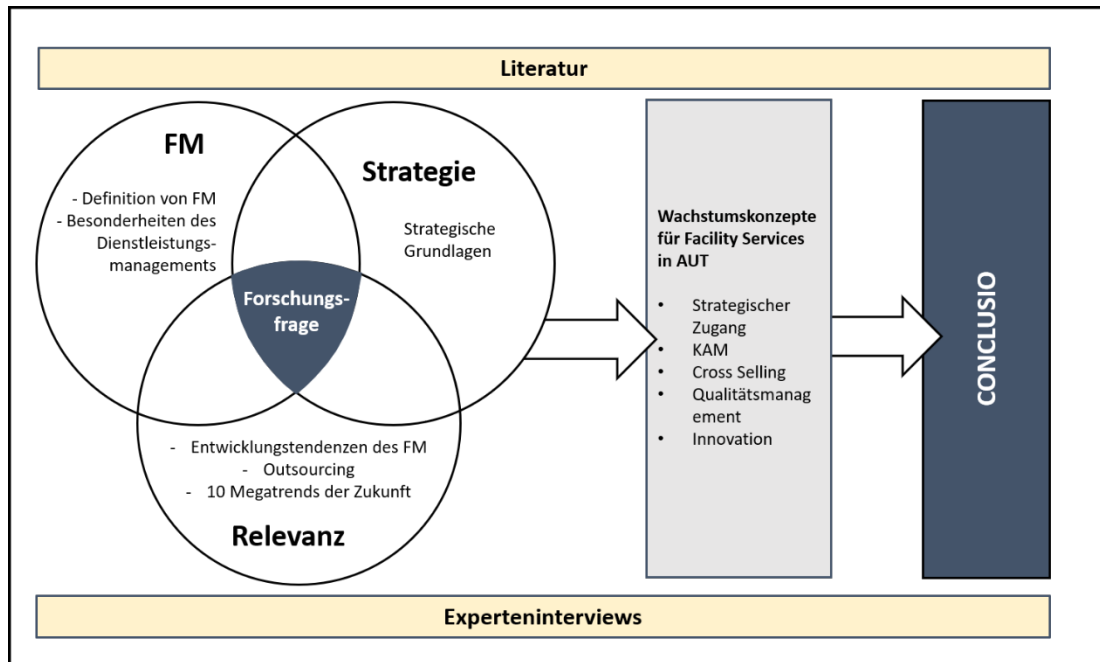 Literatur
FM
- Definition von FM
- Besonderheiten des
Dienstleistungs-
managements
Strategie
Strategische
Grundlagen
Forschungs-
frage
- Entwicklungstendenzen des FM
- Outsourcing
- 10 Megatrends der Zukunft
Relevanz
Wachstumskonzepte
für Facility Services
in AUT
• Strategischer
Zugang
• KAM
• Cross Selling
• Qualitätsmanag
ement
• Innovation
CONCLUSIO
Experteninterviews